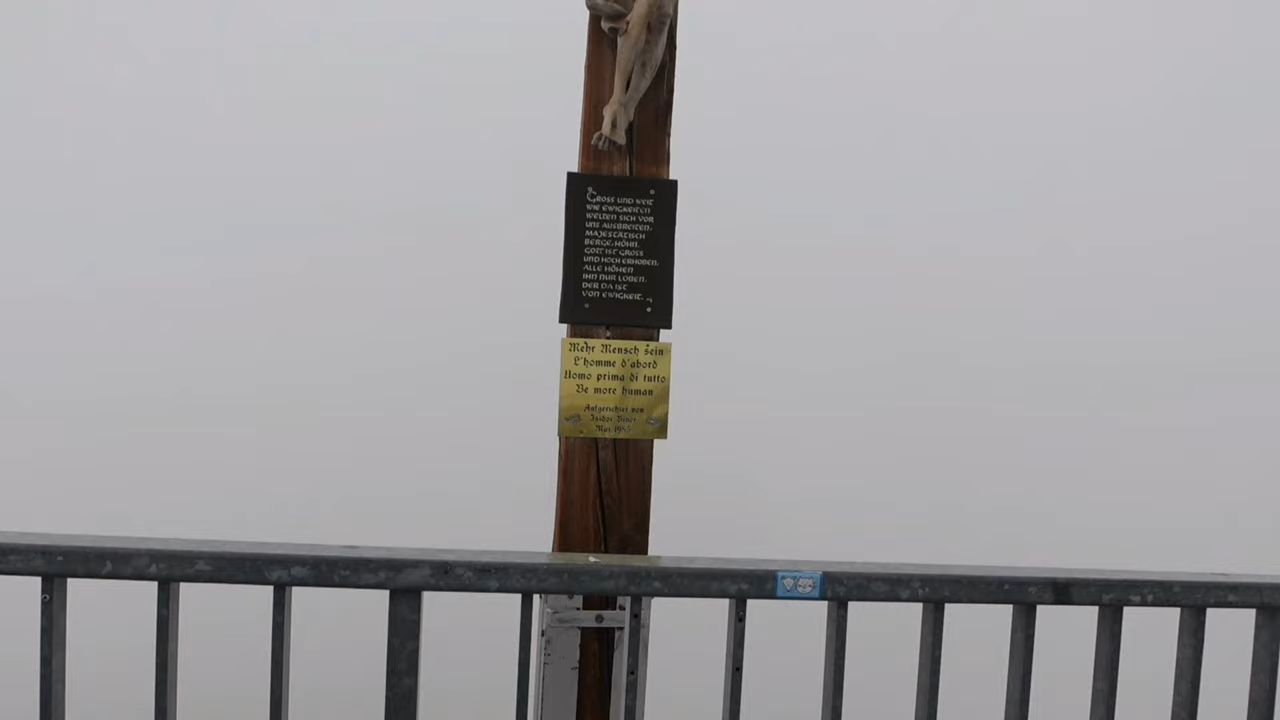 GROSS UND WEIT
WIE EWIGKEITEN
WELTEN SICH VOR
UNS AUSBREITEN.
MAJESTÄTISCH
BERGE-HÖHN.
GOTT IST GROSS
UND HOCH ERHOBEN.
ALLE HÖHEN
IHN NUR LOBEN.
DER DA IST
VON EWIGKEIT.
Mehr Mensch sein
L'homme d'abord
Uomo prima di tutto
Be more human
Aufgerichtet von
Isidor
Mai